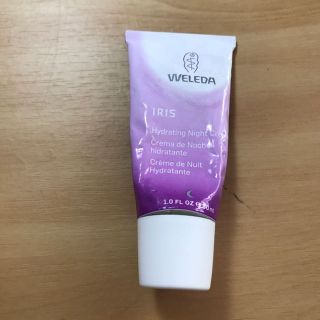 WELEDA
IRIS
Hydrating Night
Crema de Noche
hidratante
Crème de Nuit
Hydratante
1.0 FL OZ